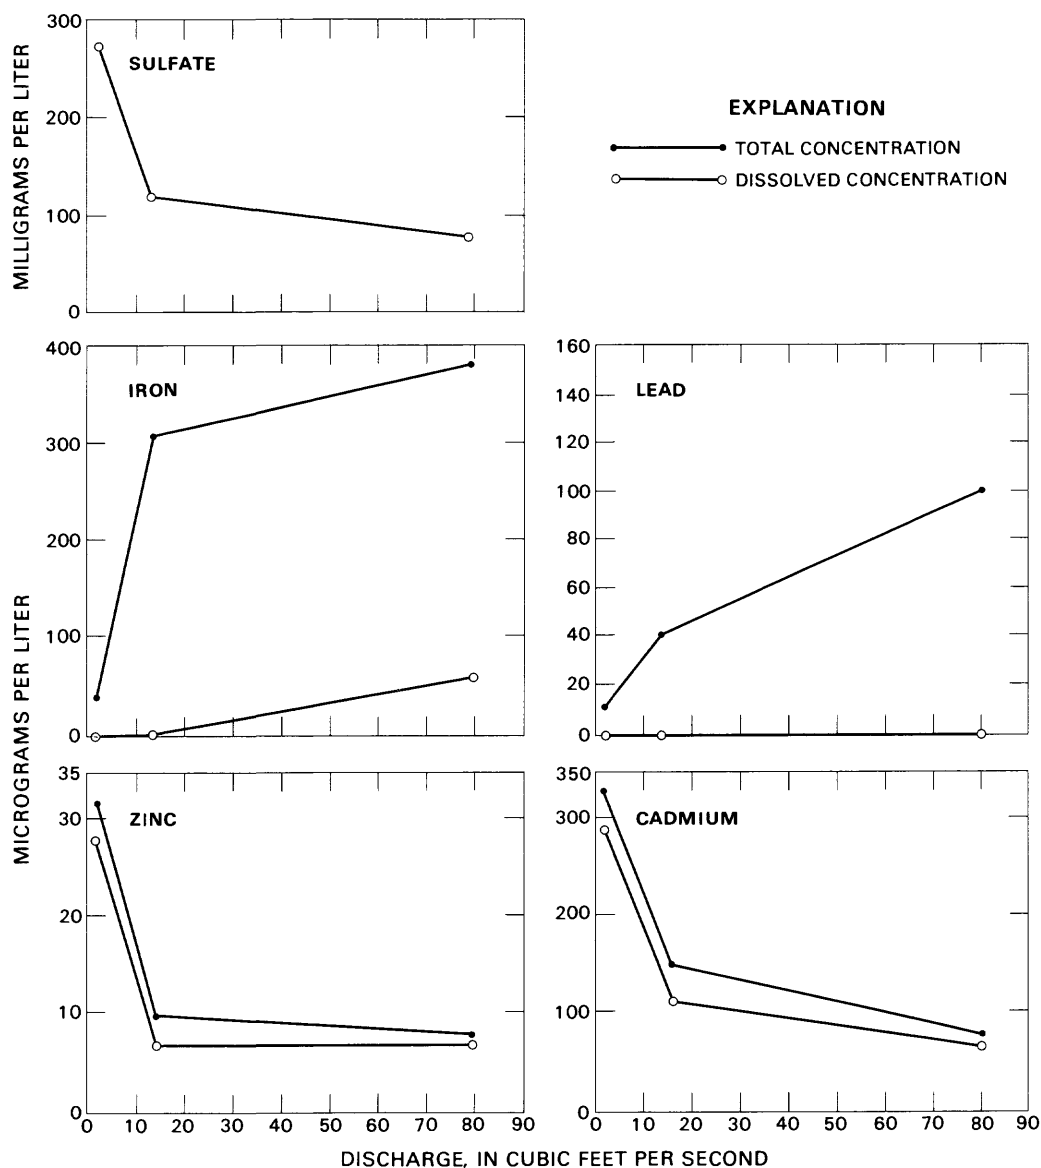 300
200
100
0
MILLIGRAMS PER LITER
SULFATE
EXPLANATION
TOTAL CONCENTRATION
DISSOLVED CONCENTRATION
400
300
200
100
0
IRON
160
140
120
100
80
60
40
20
0
LEAD
MICROGRAMS PER LITER
35
30
20
10
0
ZINC
0 10 20 30 40 50 60 70 80 90
350
300
200
100
0
CADMIUM
0 10 20 30 40 50 60 70 80 90
DISCHARGE, IN CUBIC FEET PER SECOND